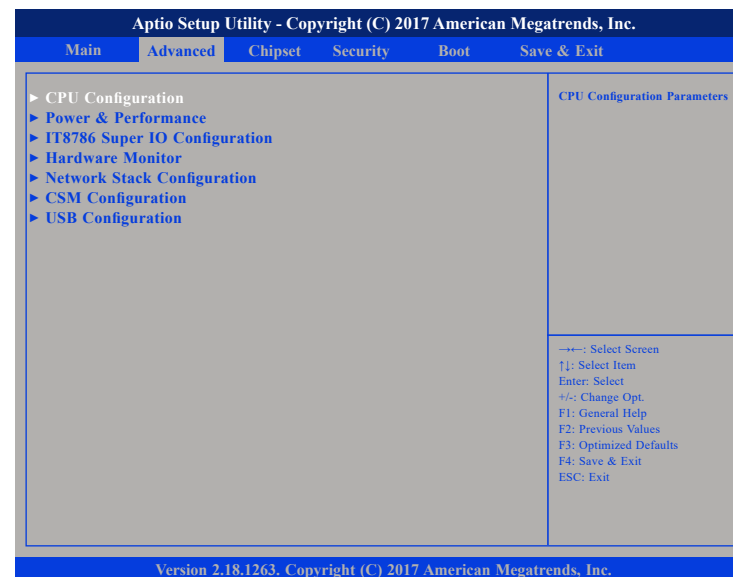 Aptio Setup Utility - Copyright (C) 2017 American Megatrends, Inc.
Main Advanced Chipset Security Boot Save & Exit
► CPU Configuration
► Power & Performance
► IT8786 Super IO Configuration
► Hardware Monitor
► Network Stack Configuration
► CSM Configuration
► USB Configuration
CPU Configuration Parameters
→←: Select Screen
↑↓: Select Item
Enter: Select
+/-: Change Opt.
F1: General Help
F2: Previous Values
F3: Optimized Defaults
F4: Save & Exit
ESC: Exit
Version 2.18.1263. Copyright (C) 2017 American Megatrends, Inc.